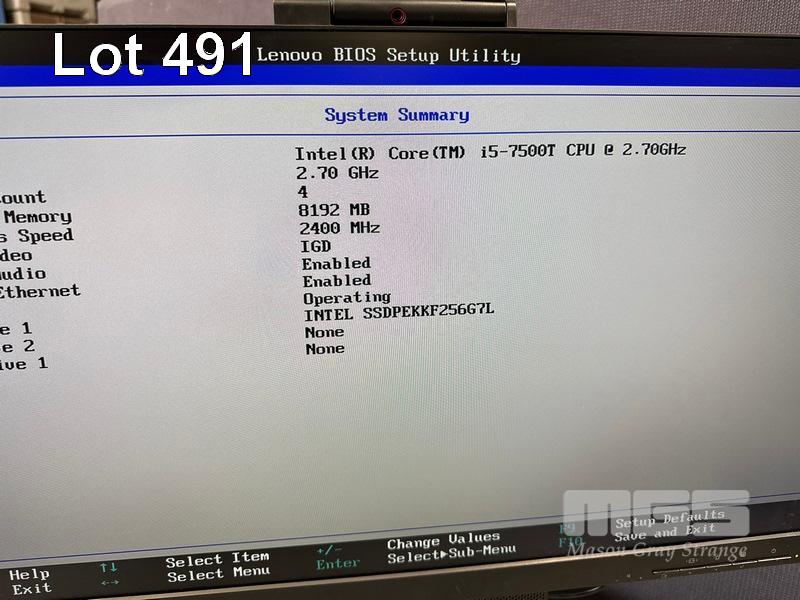 Lot 491
Lenovo BIOS Setup Utility
System Summary
Intel(R) Core(TM) i5-7500T CPU @ 2.70GHz
2.70 GHz
ount 4
Memory 8192 MB
s Speed 2400 MHz
deo IGD
udio Enabled
Ethernet Enabled
Operating
e 1 INTEL SSDPEKKF256G7L
e 2 None
ive 1 None
Help ↑↓ Select Item +/- Change Values F9 Setup Defaults
Exit ←→ Select Menu Enter Select▶Sub-Menu F10 Save and Exit
MGS
Mason Gray Strange